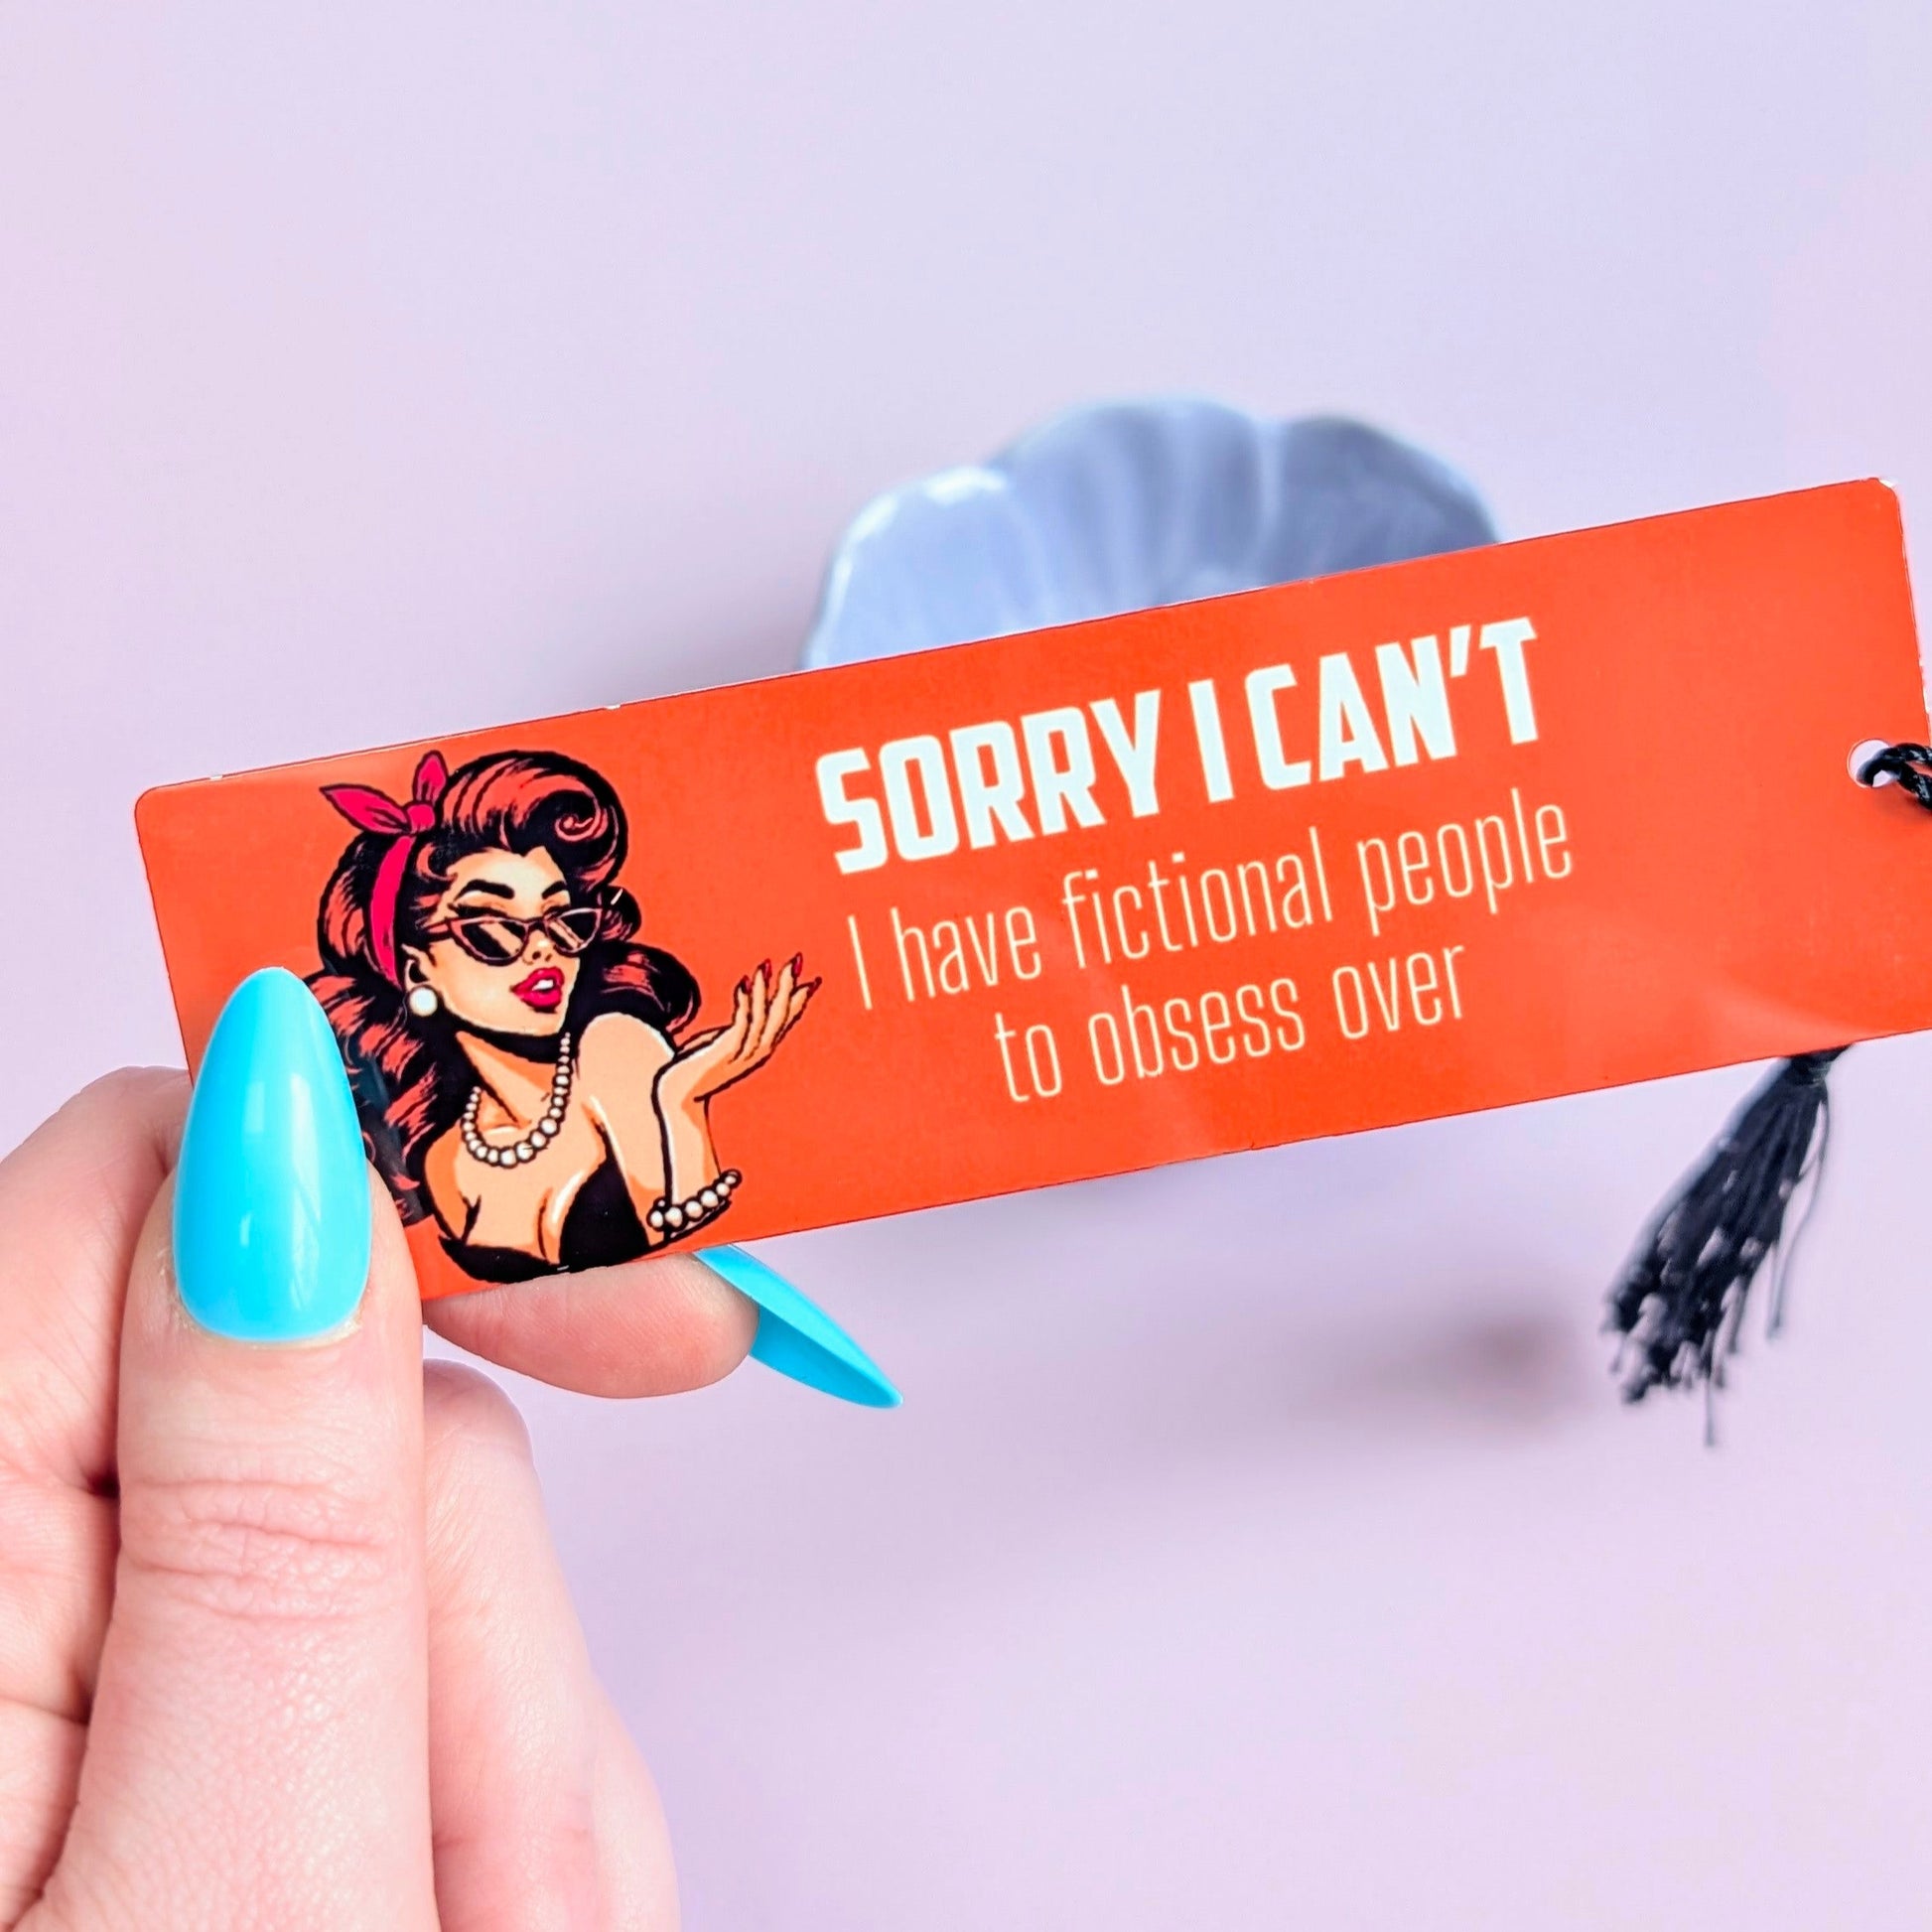 SORRY I CAN'T
I have fictional people
to obsess over